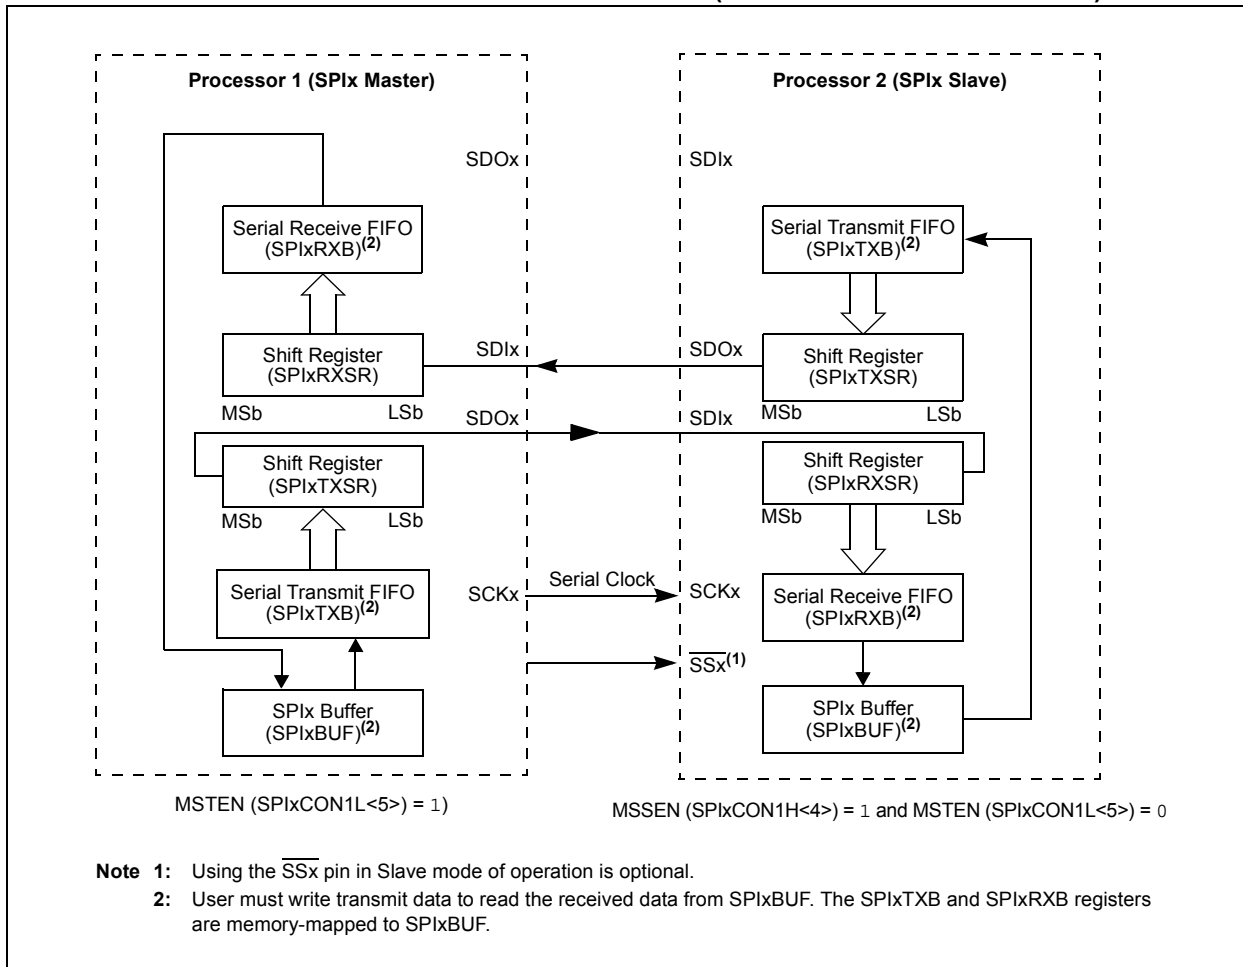 Processor 1 (SPIx Master)
Processor 2 (SPIx Slave)
SDOx
SDIx
Serial Receive FIFO
(SPIxRXB)(2)
Serial Transmit FIFO
(SPIxTXB)(2)
Shift Register
(SPIxRXSR)
SDIx
SDOx
Shift Register
(SPIxTXSR)
MSb
LSb
MSb
LSb
SDOx
SDIx
Shift Register
(SPIxTXSR)
Shift Register
(SPIxRXSR)
MSb
LSb
MSb
LSb
Serial Transmit FIFO
(SPIxTXB)(2)
SCKx
Serial Clock
SCKx
Serial Receive FIFO
(SPIxRXB)(2)
SSx(1)
SPIx Buffer
(SPIxBUF)(2)
SPIx Buffer
(SPIxBUF)(2)
MSTEN (SPIxCON1L<5>) = 1)
MSSEN (SPIxCON1H<4>) = 1 and MSTEN (SPIxCON1L<5>) = 0
Note 1: Using the SSx pin in Slave mode of operation is optional.
2: User must write transmit data to read the received data from SPIxBUF. The SPIxTXB and SPIxRXB registers
are memory-mapped to SPIxBUF.